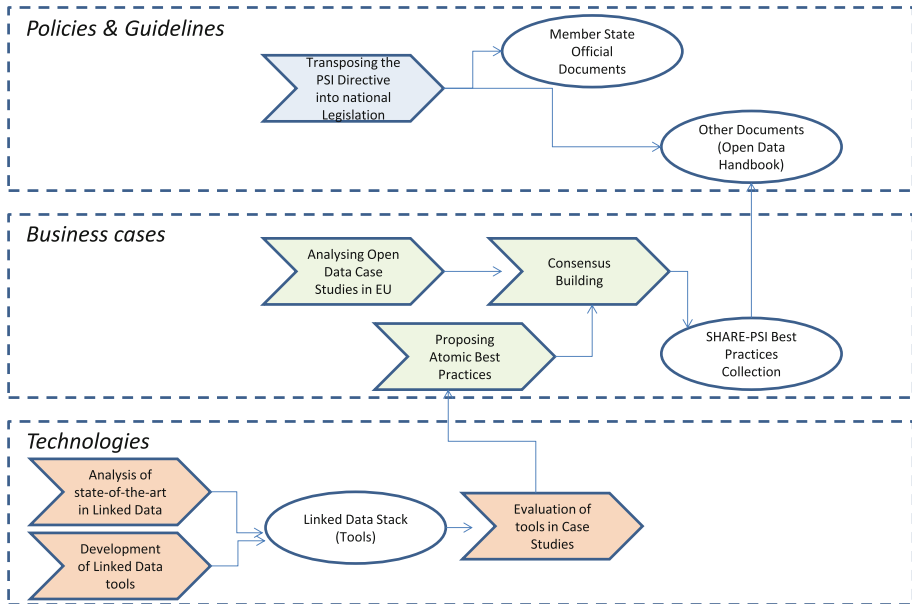 Policies & Guidelines
Member State
Official
Documents
Transposing the
PSI Directive
into national
Legislation
Other Documents
(Open Data
Handbook)
Business cases
Analysing Open
Data Case
Studies in EU
Consensus
Building
Proposing
Atomic Best
Practices
SHARE-PSI Best
Practices
Collection
Technologies
Analysis of
state-of-the-art
in Linked Data
Linked Data Stack
(Tools)
Evaluation of
tools in Case
Studies
Development
of Linked Data
tools